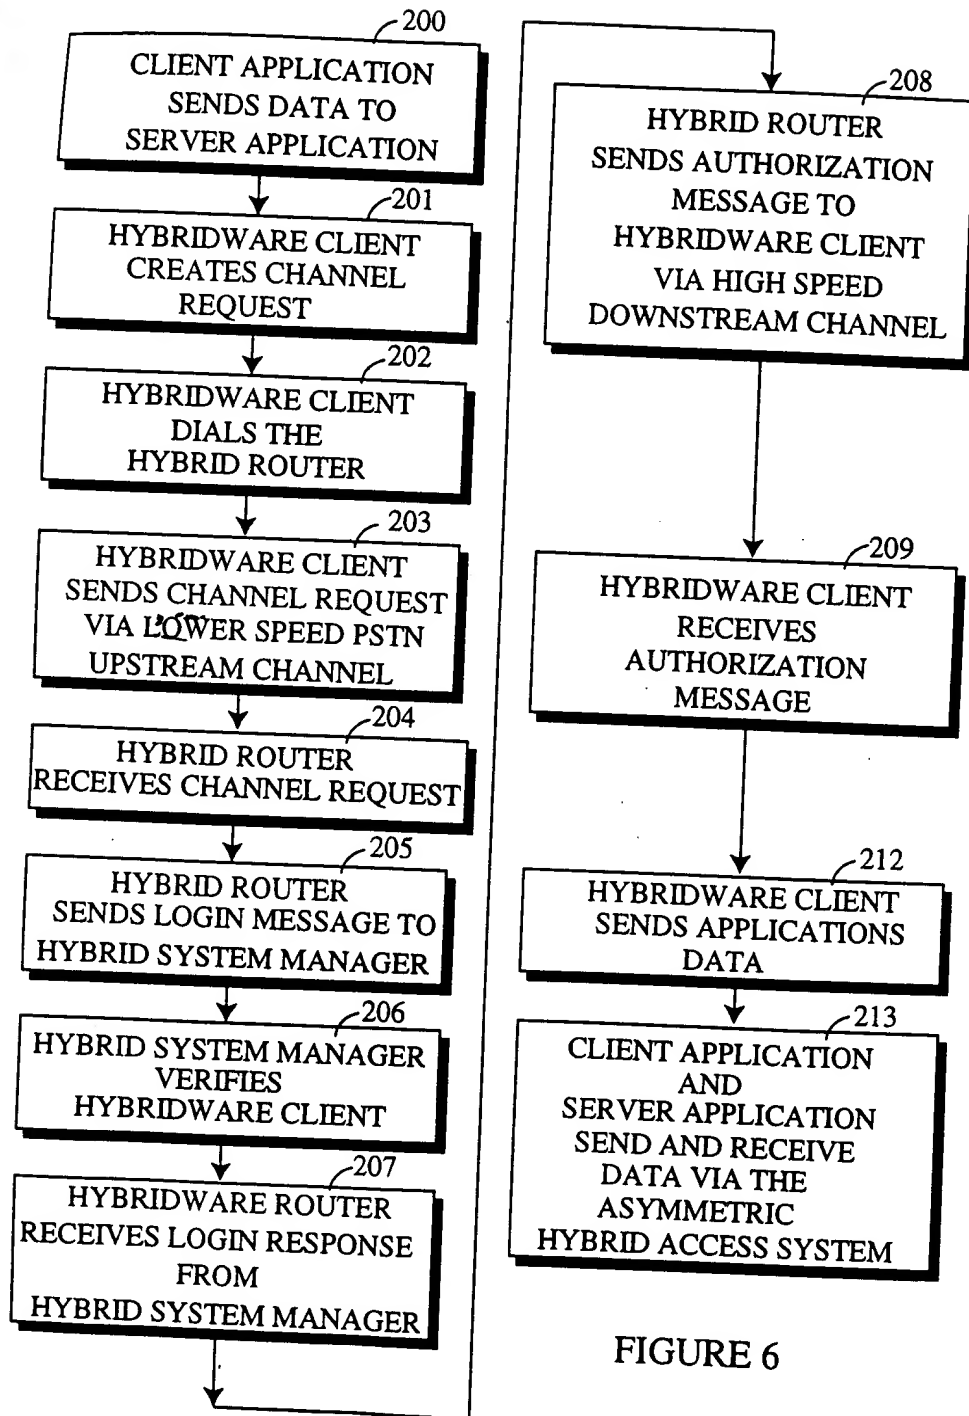 200
CLIENT APPLICATION
SENDS DATA TO
SERVER APPLICATION
201
HYBRIDWARE CLIENT
CREATES CHANNEL
REQUEST
202
HYBRIDWARE CLIENT
DIALS THE
HYBRID ROUTER
203
HYBRIDWARE CLIENT
SENDS CHANNEL REQUEST
VIA LOWER SPEED PSTN
UPSTREAM CHANNEL
204
HYBRID ROUTER
RECEIVES CHANNEL REQUEST
205
HYBRID ROUTER
SENDS LOGIN MESSAGE TO
HYBRID SYSTEM MANAGER
206
HYBRID SYSTEM MANAGER
VERIFIES
HYBRIDWARE CLIENT
207
HYBRIDWARE ROUTER
RECEIVES LOGIN RESPONSE
FROM
HYBRID SYSTEM MANAGER
208
HYBRID ROUTER
SENDS AUTHORIZATION
MESSAGE TO
HYBRIDWARE CLIENT
VIA HIGH SPEED
DOWNSTREAM CHANNEL
209
HYBRIDWARE CLIENT
RECEIVES
AUTHORIZATION
MESSAGE
212
HYBRIDWARE CLIENT
SENDS APPLICATIONS
DATA
213
CLIENT APPLICATION
AND
SERVER APPLICATION
SEND AND RECEIVE
DATA VIA THE
ASYMMETRIC
HYBRID ACCESS SYSTEM
FIGURE 6